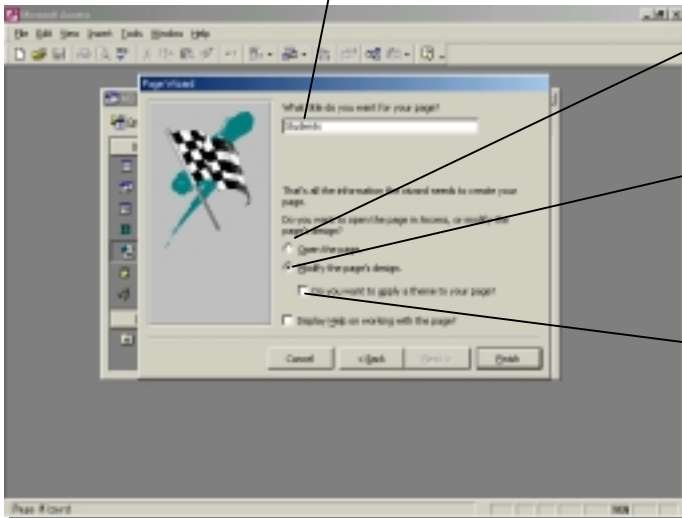 Microsoft Access
File Edit View Insert Tools Window Help
Page Wizard
What title do you want for your page?
Students
That's all the information the wizard needs to create your
page.
Do you want to open the page in Access, or modify the
page's design?
Open the page.
Modify the page's design.
Do you want to apply a theme to your page?
Display Help on working with the page?
Cancel < Back Next > Finish
Page Wizard NUM